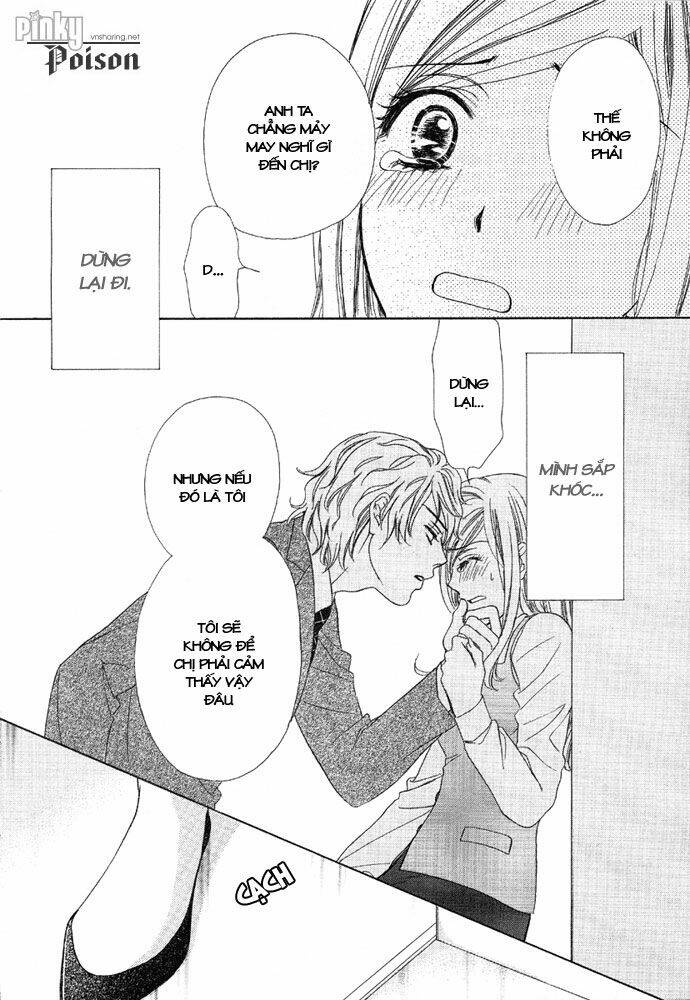 Pinky
vnsharing.net
Poison
THẾ
KHÔNG
PHẢI
ANH TA
CHẲNG MẢY
MAY NGHĨ GÌ
ĐẾN CHỊ?
D...
DỪNG
LẠI ĐI.
DỪNG
LẠI...
MÌNH SẮP
KHÓC...
NHƯNG NẾU
ĐÓ LÀ TÔI
TÔI SẼ
KHÔNG ĐỂ
CHỊ PHẢI CẢM
THẤY VẬY
ĐÂU
CẠCH